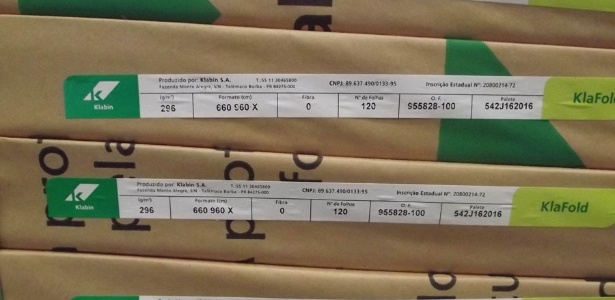 Klabin
Produzido por: Klabin S.A. T: 55 11 30465800 CNPJ: 89.637.490/0133-95 Inscrição Estadual Nº: 20800214-72
Fazenda Monte Alegre, S/N - Telêmaco Borba - PR 84275-000
(g/m²) Formato (cm) Fibra Nº de Folhas O. F. Palete
296 660 960 X 0 120 955828-100 542J162016
KlaFold
Klabin
Produzido por: Klabin S.A. T: 55 11 30465800 CNPJ: 89.637.490/0133-95 Inscrição Estadual Nº: 20800214-72
Fazenda Monte Alegre, S/N - Telêmaco Borba - PR 84275-000
(g/m²) Formato (cm) Fibra Nº de Folhas O. F. Palete
296 660 960 X 0 120 955828-100 542J162016
KlaFold